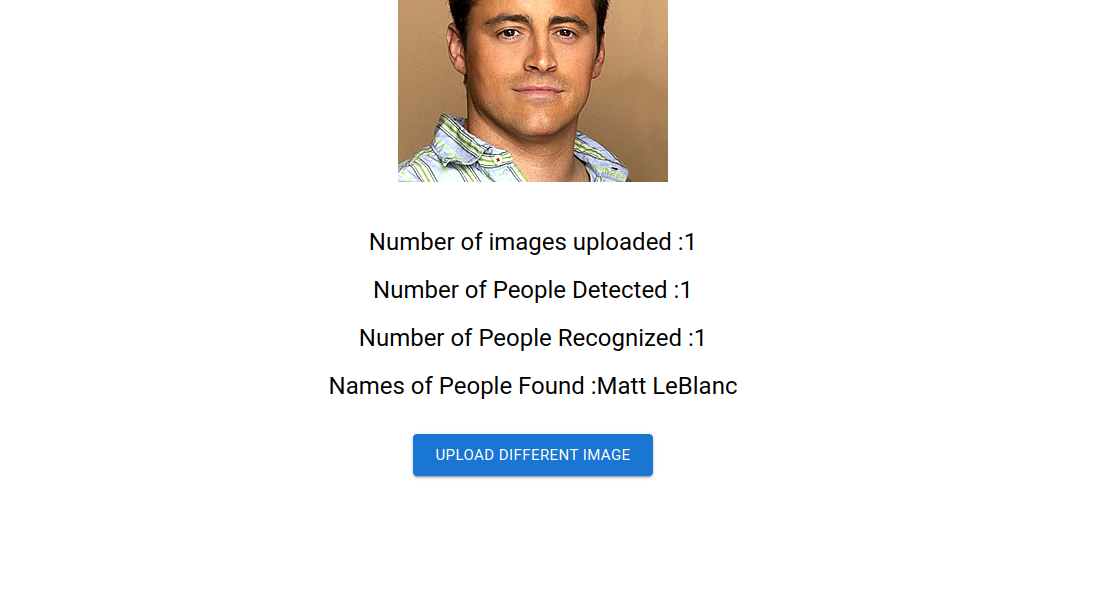 Number of images uploaded :1
Number of People Detected :1
Number of People Recognized :1
Names of People Found :Matt LeBlanc
UPLOAD DIFFERENT IMAGE